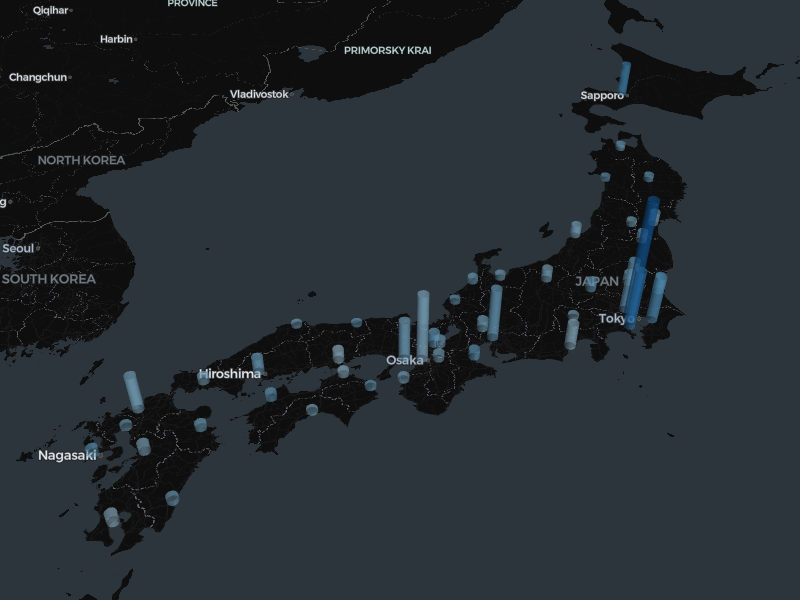 PROVINCE
Qiqihar
Harbin
PRIMORSKY KRAI
Changchun
Vladivostok
Sapporo
NORTH KOREA
g
Seoul
SOUTH KOREA
JAPAN
Tokyo
Osaka
Hiroshima
Nagasaki